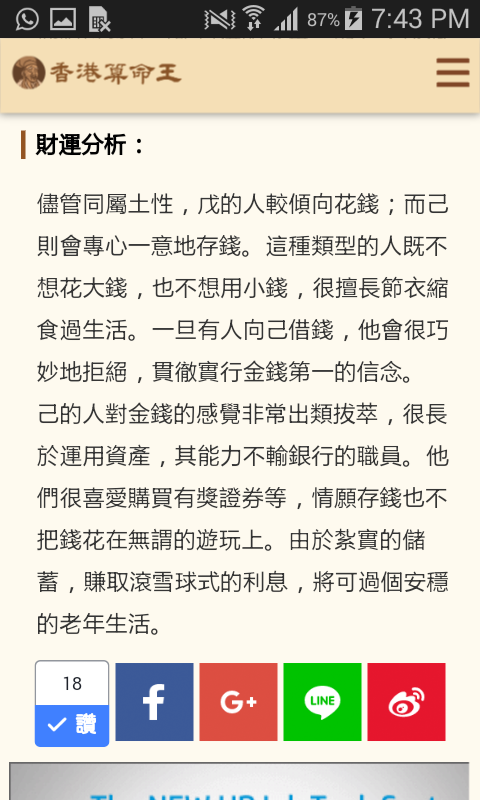 87% 7:43 PM
香港算命王
財運分析：
儘管同屬土性，戊的人較傾向花錢；而己
則會專心一意地存錢。這種類型的人既不
想花大錢，也不想用小錢，很擅長節衣縮
食過生活。一旦有人向己借錢，他會很巧
妙地拒絕，貫徹實行金錢第一的信念。
己的人對金錢的感覺非常出類拔萃，很長
於運用資產，其能力不輸銀行的職員。他
們很喜愛購買有獎證券等，情願存錢也不
把錢花在無謂的遊玩上。由於紮實的儲
蓄，賺取滾雪球式的利息，將可過個安穩
的老年生活。
18
讚
f
G+
LINE
The NEW HP